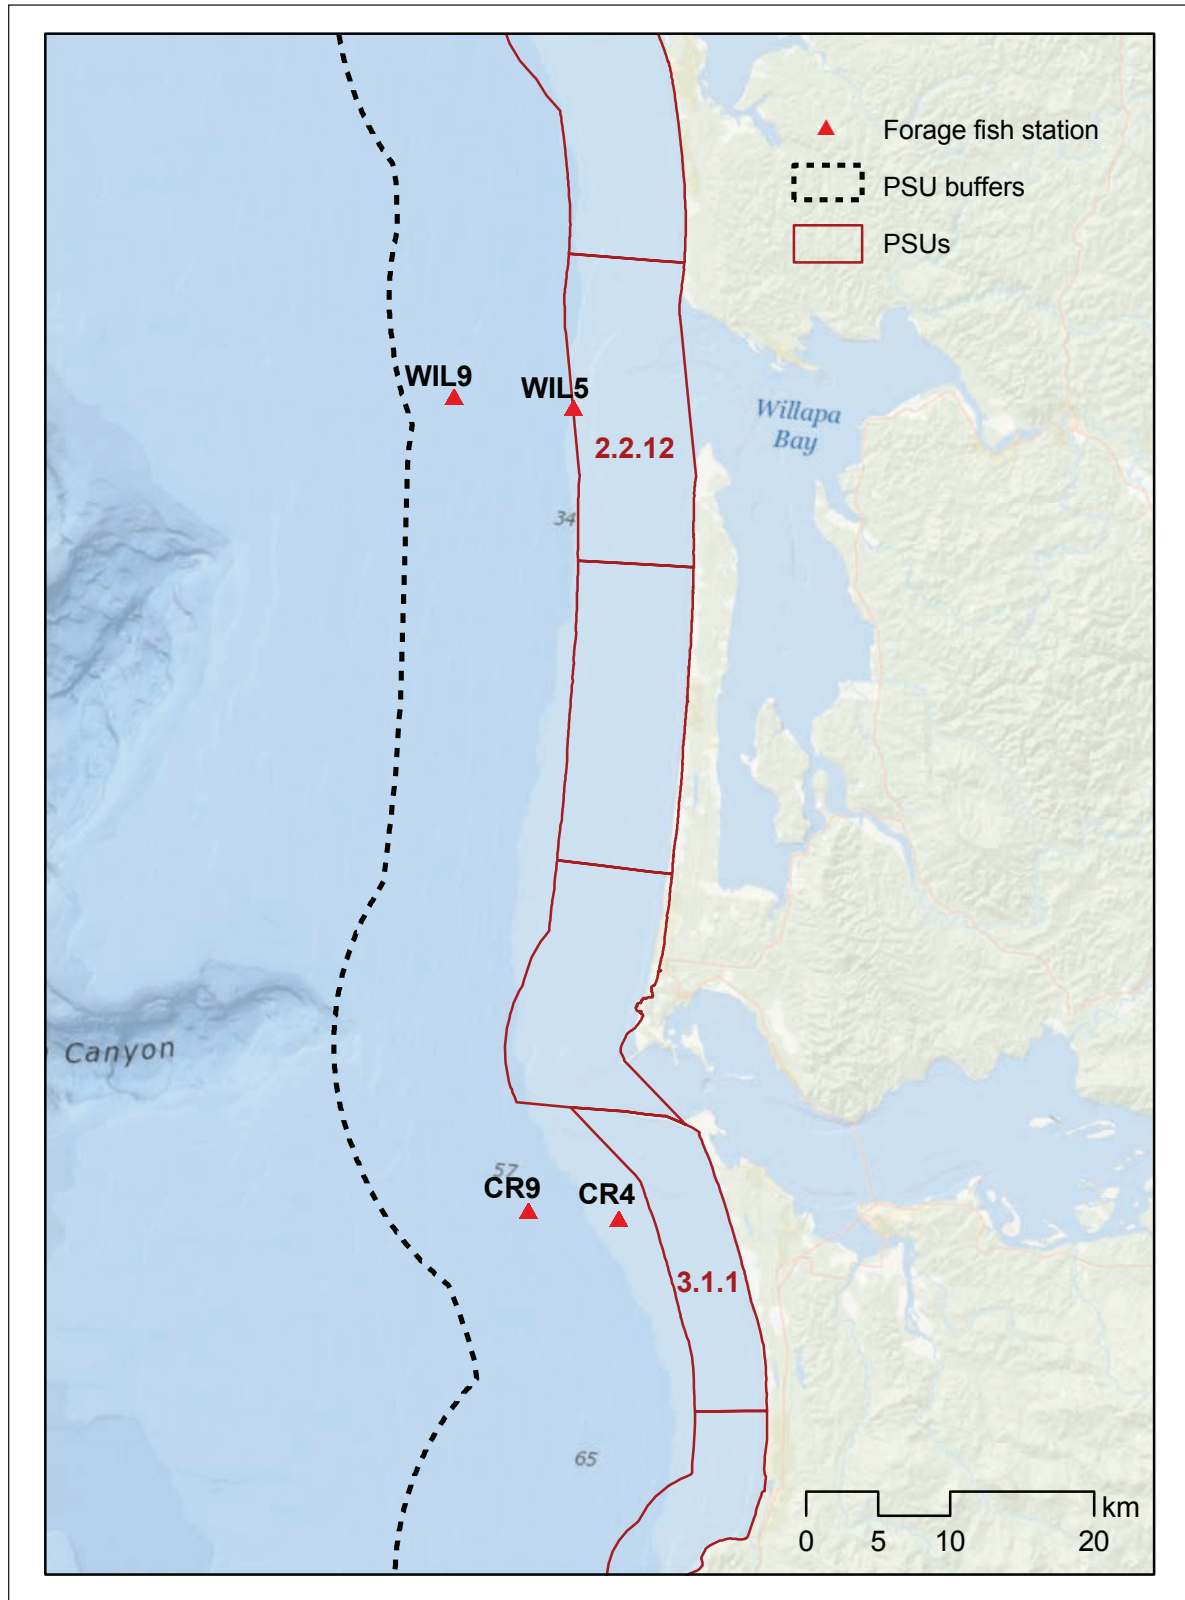 Forage fish station
PSU buffers
PSUs
WIL9
WIL5
Willapa
Bay
2.2.12
34
Canyon
57
CR9
CR4
3.1.1
65
km
0 5 10 20